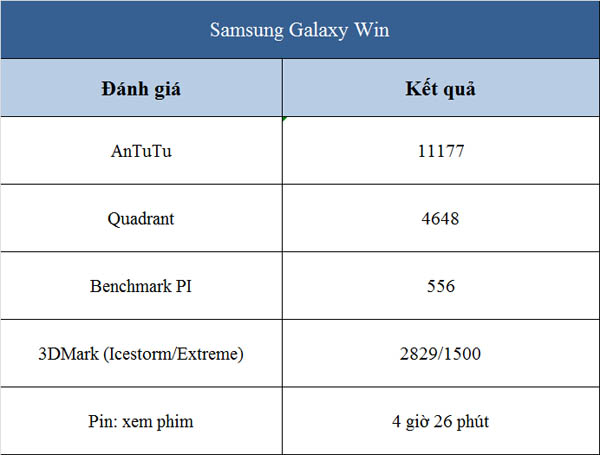 Samsung Galaxy Win
Đánh giá Kết quả
AnTuTu 11177
Quadrant 4648
Benchmark PI 556
3DMark (Icestorm/Extreme) 2829/1500
Pin: xem phim 4 giờ 26 phút